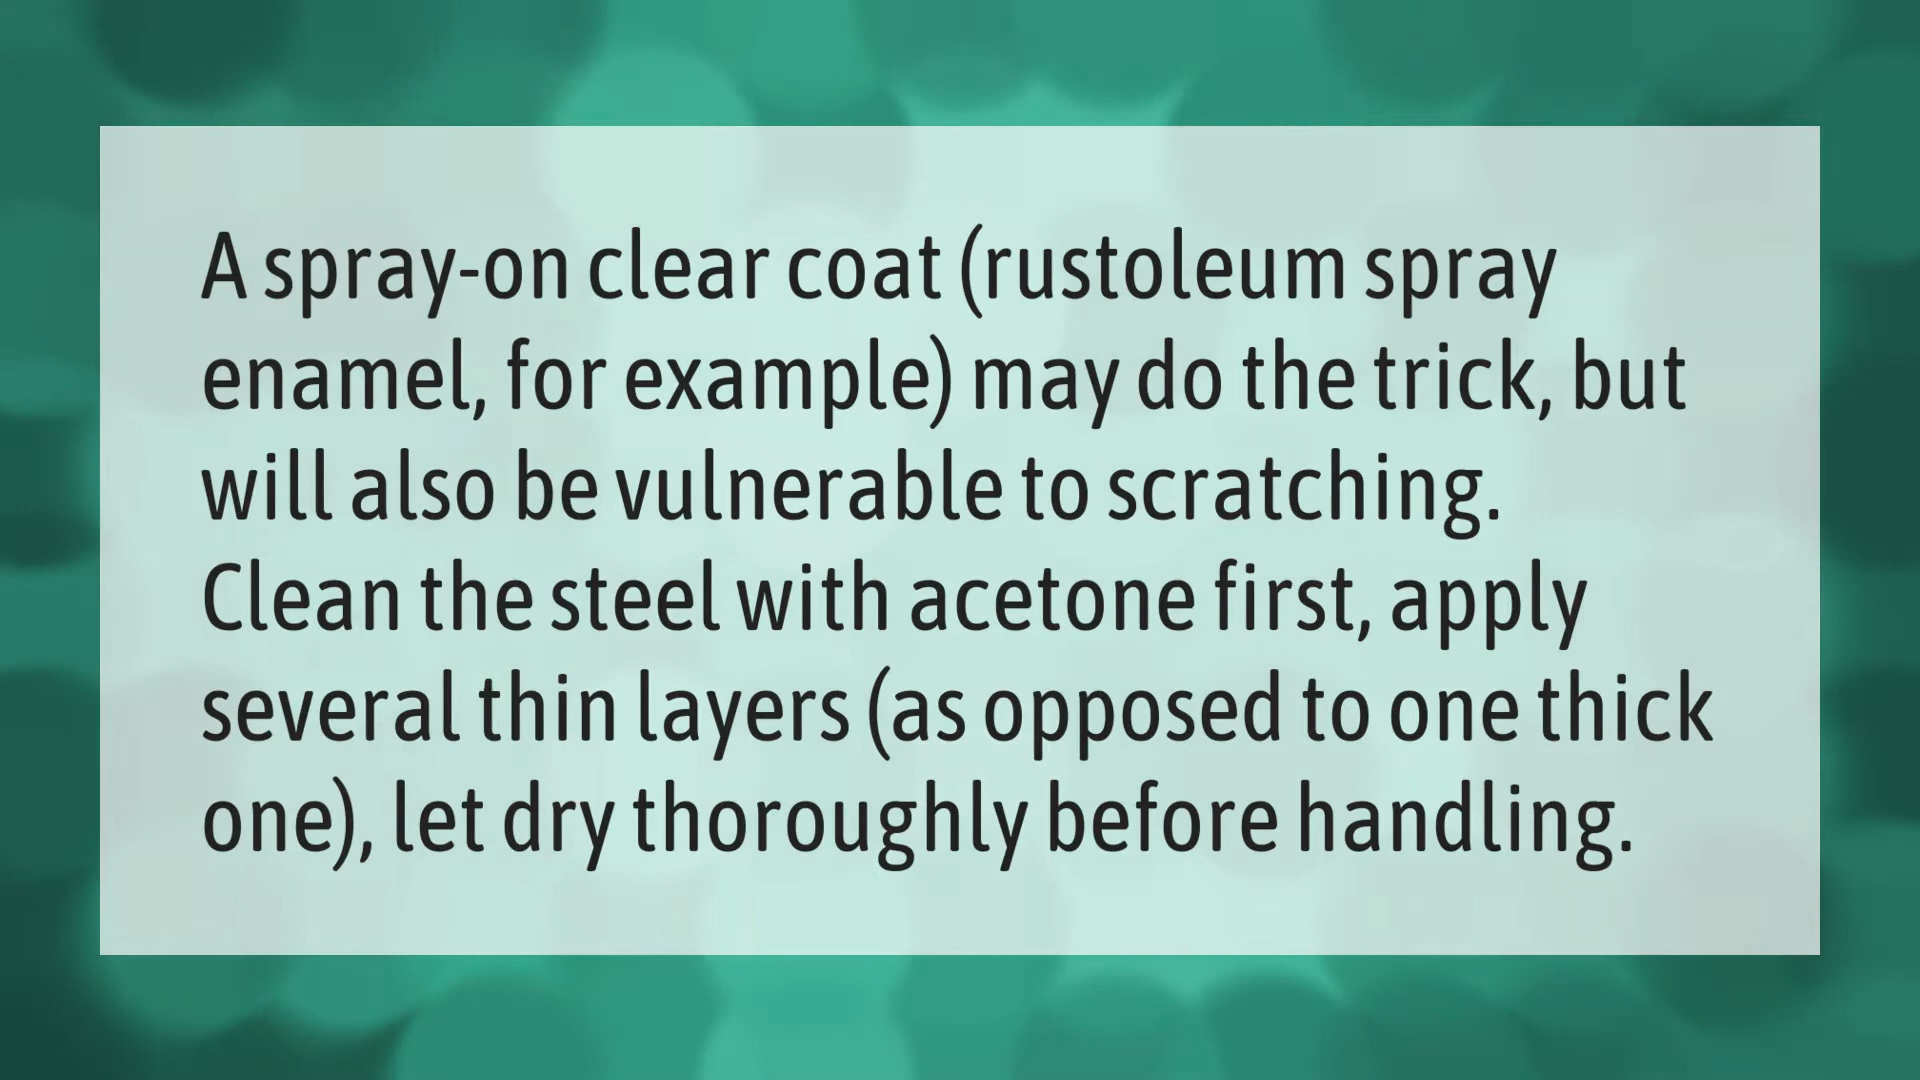 A spray-on clear coat (rustoleum spray
enamel, for example) may do the trick, but
will also be vulnerable to scratching.
Clean the steel with acetone first, apply
several thin layers (as opposed to one thick
one), let dry thoroughly before handling.